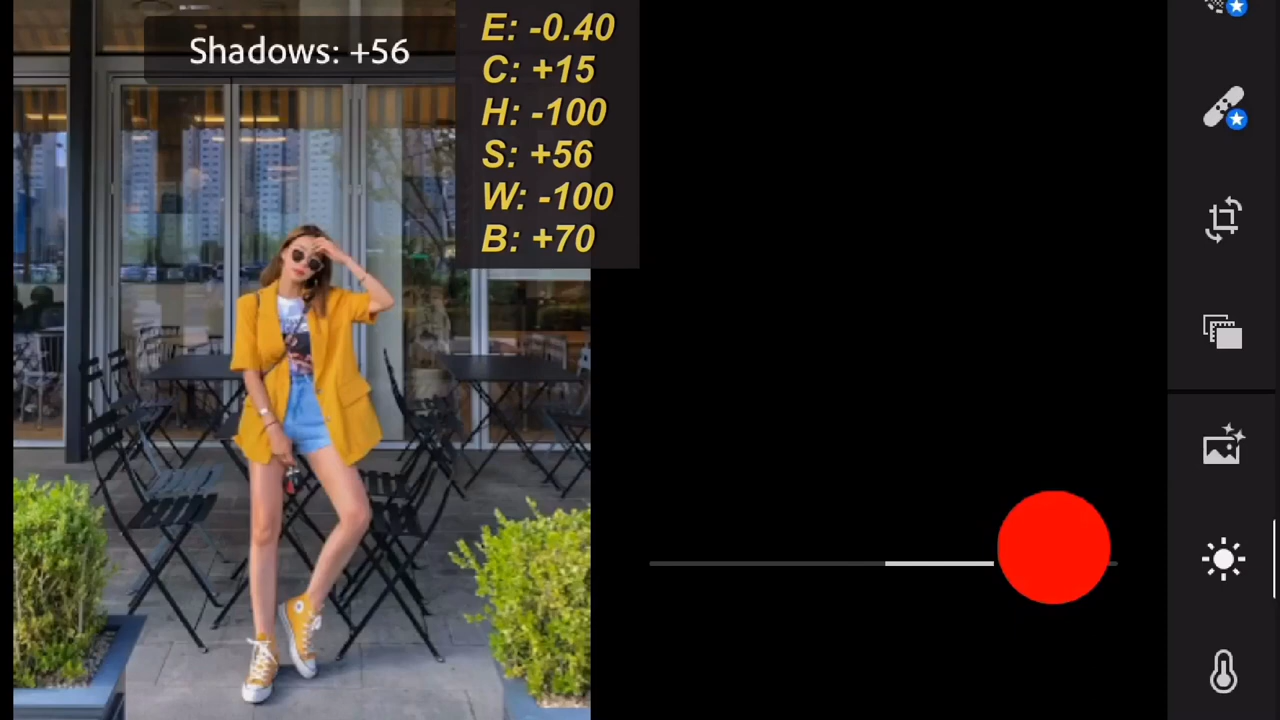 Shadows: +56
E: -0.40
C: +15
H: -100
S: +56
W: -100
B: +70